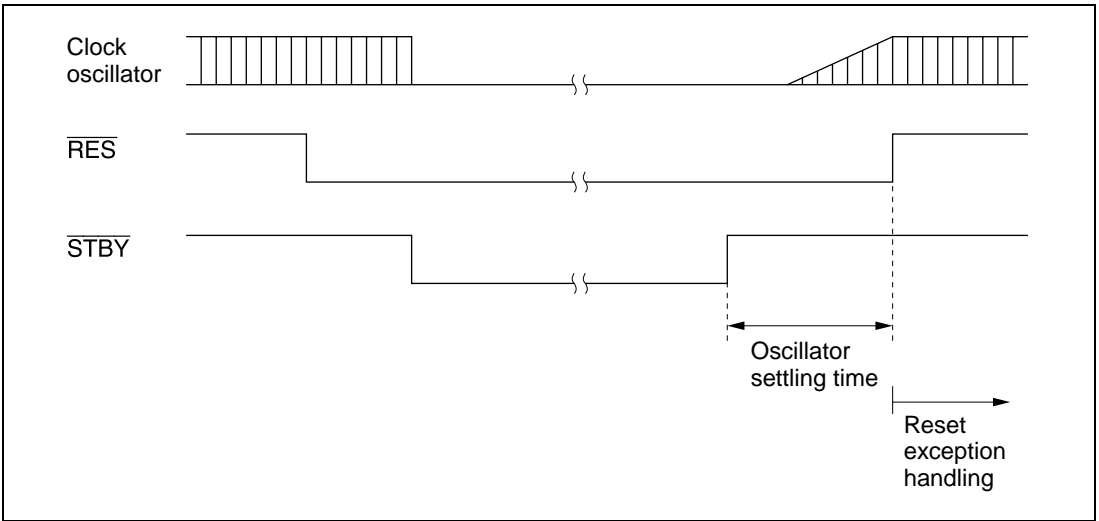 Clock
oscillator
RES
STBY
Oscillator
settling time
Reset
exception
handling